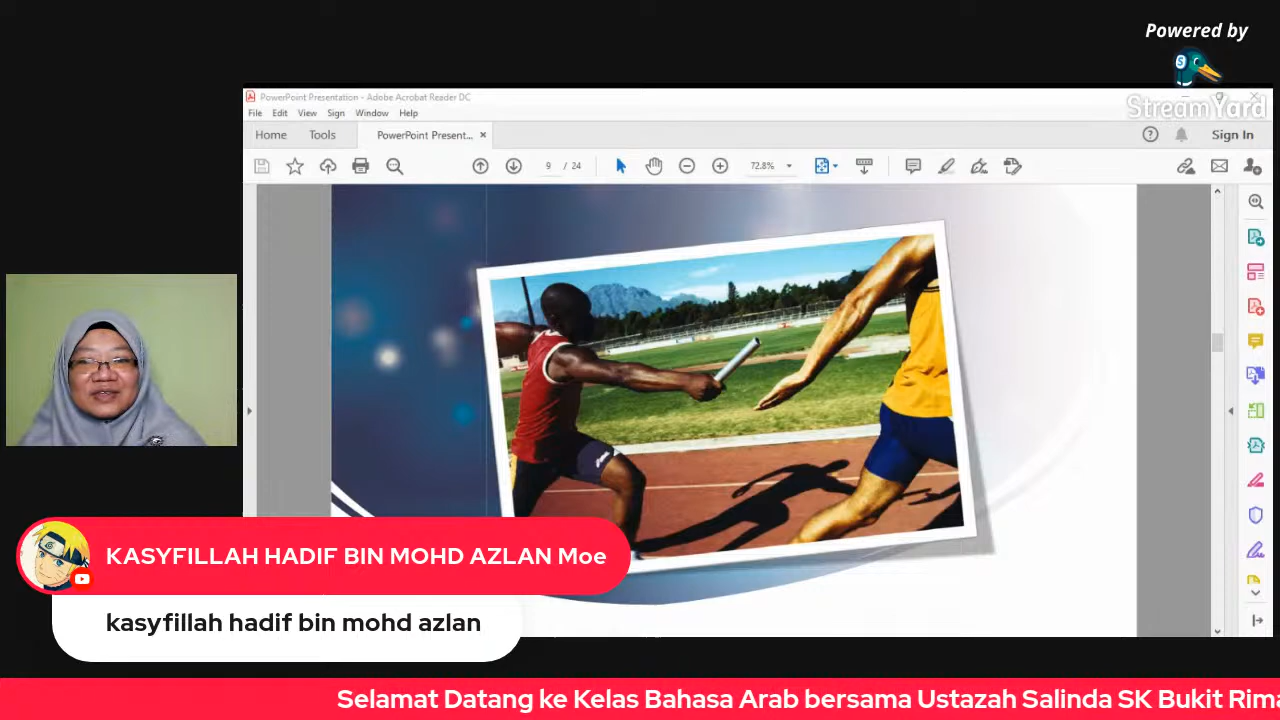 Powered by
StreamYard
PowerPoint Presentation - Adobe Acrobat Reader DC
File Edit View Sign Window Help
Home Tools PowerPoint Present... Sign In
9 / 24 72.8%
KASYFILLAH HADIF BIN MOHD AZLAN Moe
kasyfillah hadif bin mohd azlan
Selamat Datang ke Kelas Bahasa Arab bersama Ustazah Salinda SK Bukit Rima